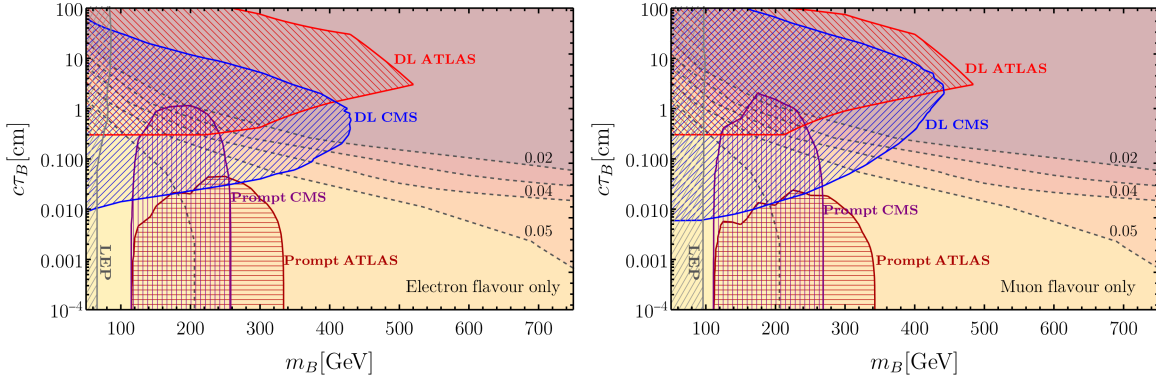 100
10
1
0.100
0.010
0.001
10⁻⁴
cτ_B[cm]
DL ATLAS
DL CMS
0.02
0.04
0.05
Prompt CMS
LEP
Prompt ATLAS
Electron flavour only
100 200 300 400 500 600 700
m_B[GeV]
100
10
1
0.100
0.010
0.001
10⁻⁴
cτ_B[cm]
DL ATLAS
DL CMS
0.02
0.04
0.05
Prompt CMS
LEP
Prompt ATLAS
Muon flavour only
100 200 300 400 500 600 700
m_B[GeV]